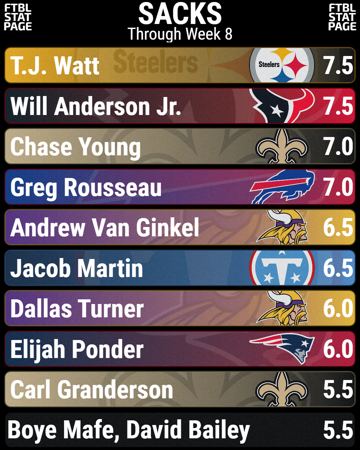 FTBL
STAT
PAGE
SACKS
Through Week 8
FTBL
STAT
PAGE
T.J. Watt Steelers Steelers 7.5
Will Anderson Jr. 7.5
Chase Young 7.0
Greg Rousseau 7.0
Andrew Van Ginkel 6.5
Jacob Martin 6.5
Dallas Turner 6.0
Elijah Ponder 6.0
Carl Granderson 5.5
Boye Mafe, David Bailey 5.5